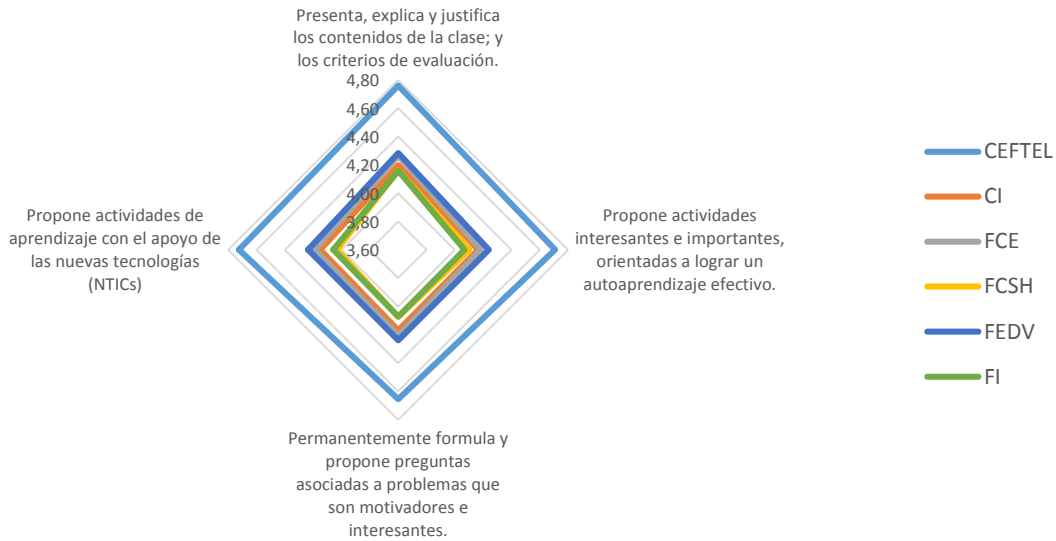 Presenta, explica y justifica
los contenidos de la clase; y
los criterios de evaluación.
4,80
4,60
4,40
4,20
4,00
3,80
3,60
Propone actividades de
aprendizaje con el apoyo de
las nuevas tecnologías
(NTICs)
Propone actividades
interesantes e importantes,
orientadas a lograr un
autoaprendizaje efectivo.
Permanentemente formula y
propone preguntas
asociadas a problemas que
son motivadores e
interesantes.
CEFTEL
CI
FCE
FCSH
FEDV
FI